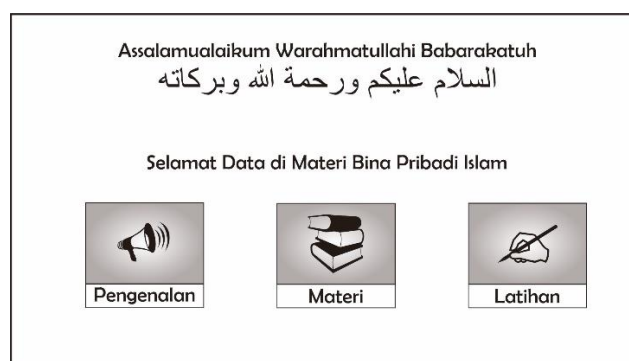 Assalamualaikum Warahmatullahi Babarakatuh
السلام عليكم ورحمة الله وبركاته
Selamat Data di Materi Bina Pribadi Islam
Pengenalan
Materi
Latihan